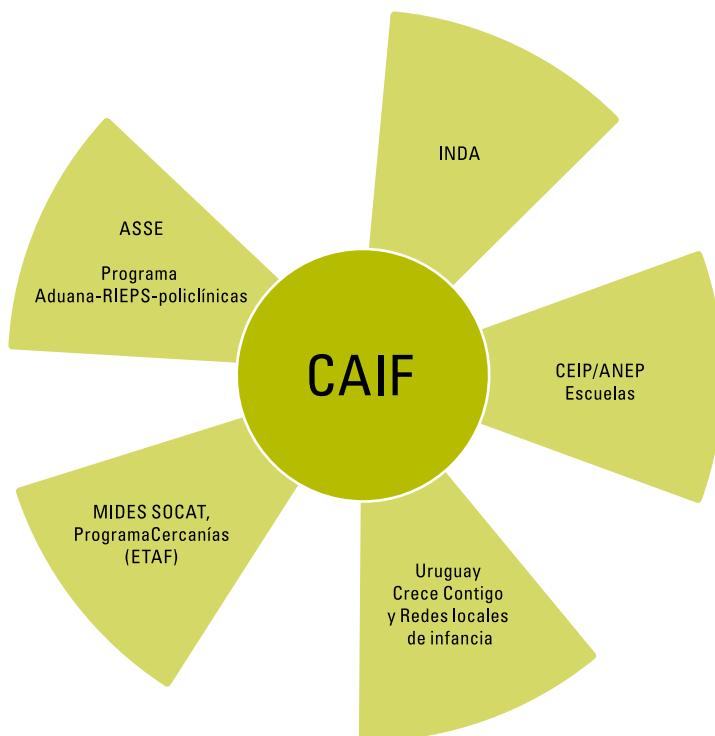 INDA
ASSE
Programa
Aduana-RIEPS-policlínicas
CAIF
CEIP/ANEP
Escuelas
MIDES SOCAT,
ProgramaCercanías
(ETAF)
Uruguay
Crece Contigo
y Redes locales
de infancia